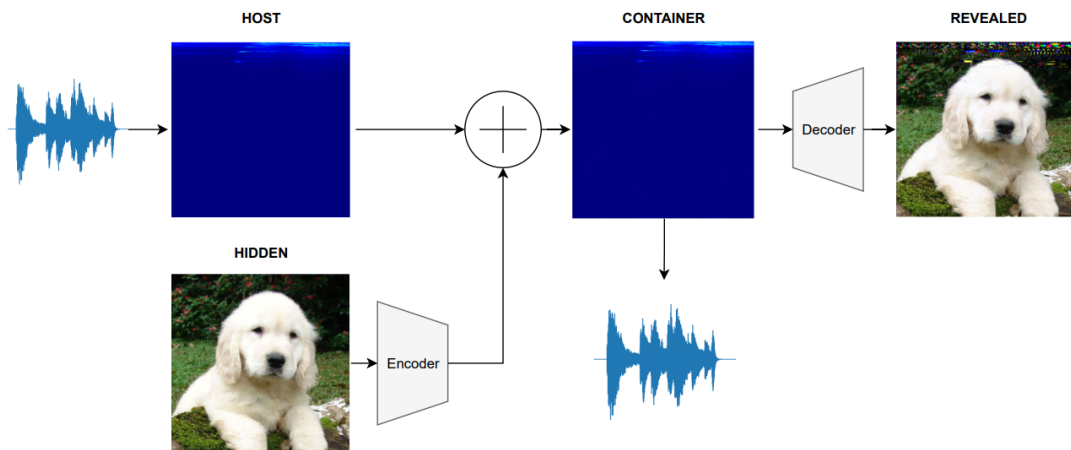 HOST
CONTAINER
REVEALED
Decoder
HIDDEN
Encoder